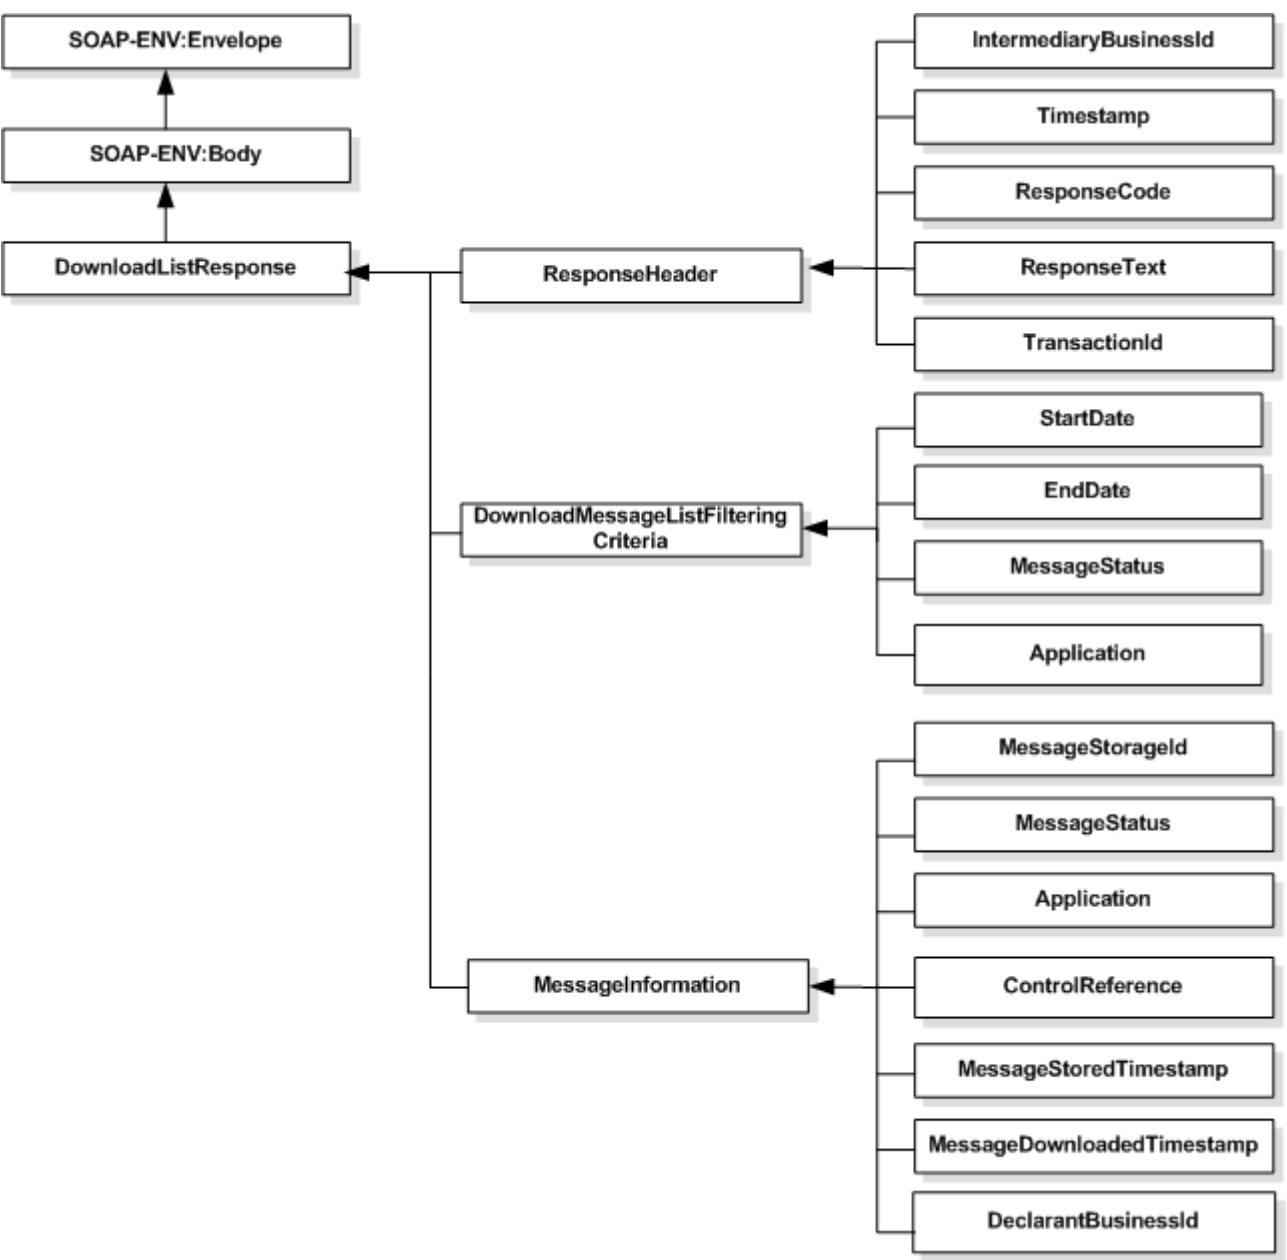 SOAP-ENV:Envelope
SOAP-ENV:Body
DownloadListResponse
ResponseHeader
IntermediaryBusinessId
Timestamp
ResponseCode
ResponseText
TransactionId
DownloadMessageListFiltering
Criteria
StartDate
EndDate
MessageStatus
Application
MessageInformation
MessageStorageId
MessageStatus
Application
ControlReference
MessageStoredTimestamp
MessageDownloadedTimestamp
DeclarantBusinessId